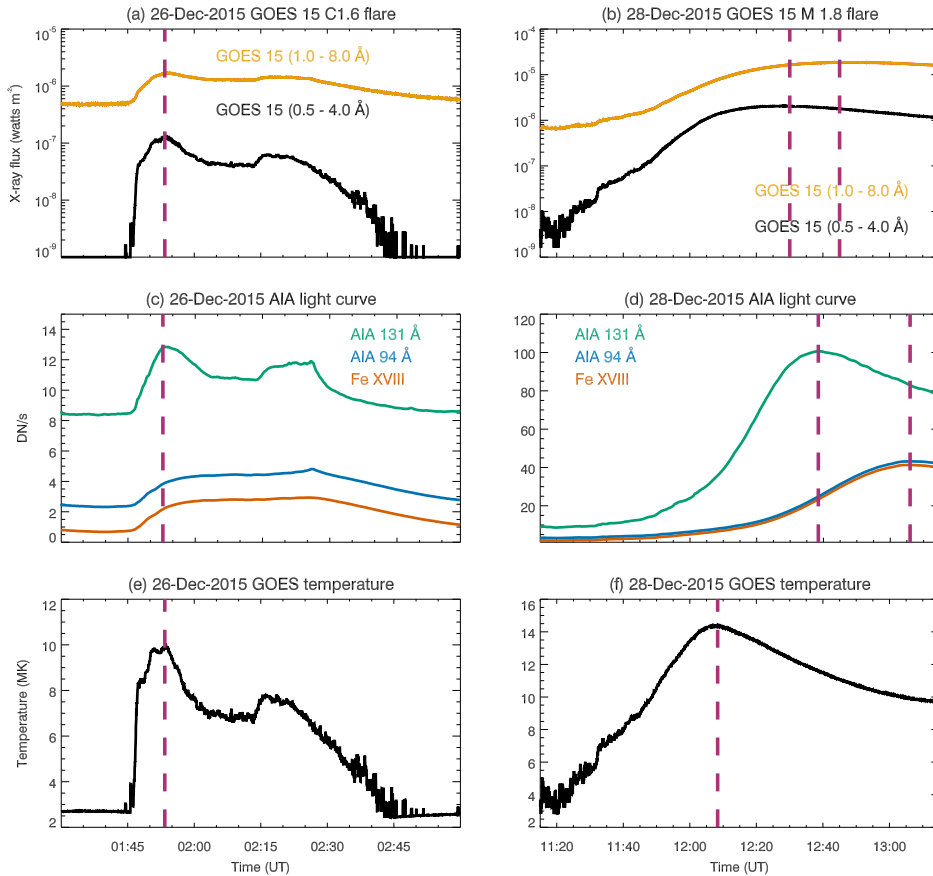 (a) 26-Dec-2015 GOES 15 C1.6 flare
X-ray flux (watts m⁻²)
10⁻⁵
10⁻⁶
10⁻⁷
10⁻⁸
10⁻⁹
GOES 15 (1.0 - 8.0 Å)
GOES 15 (0.5 - 4.0 Å)
(b) 28-Dec-2015 GOES 15 M 1.8 flare
10⁻⁴
10⁻⁵
10⁻⁶
10⁻⁷
10⁻⁸
10⁻⁹
GOES 15 (1.0 - 8.0 Å)
GOES 15 (0.5 - 4.0 Å)
(c) 26-Dec-2015 AIA light curve
DN/s
14
12
10
8
6
4
2
0
AIA 131 Å
AIA 94 Å
Fe XVIII
(d) 28-Dec-2015 AIA light curve
120
100
80
60
40
20
AIA 131 Å
AIA 94 Å
Fe XVIII
(e) 26-Dec-2015 GOES temperature
Temperature (MK)
12
10
8
6
4
2
01:45 02:00 02:15 02:30 02:45
Time (UT)
(f) 28-Dec-2015 GOES temperature
16
14
12
10
8
6
4
2
11:20 11:40 12:00 12:20 12:40 13:00
Time (UT)